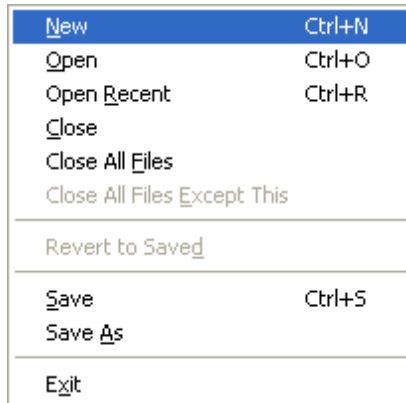 New Ctrl+N
Open Ctrl+O
Open Recent Ctrl+R
Close
Close All Files
Close All Files Except This
Revert to Saved
Save Ctrl+S
Save As
Exit